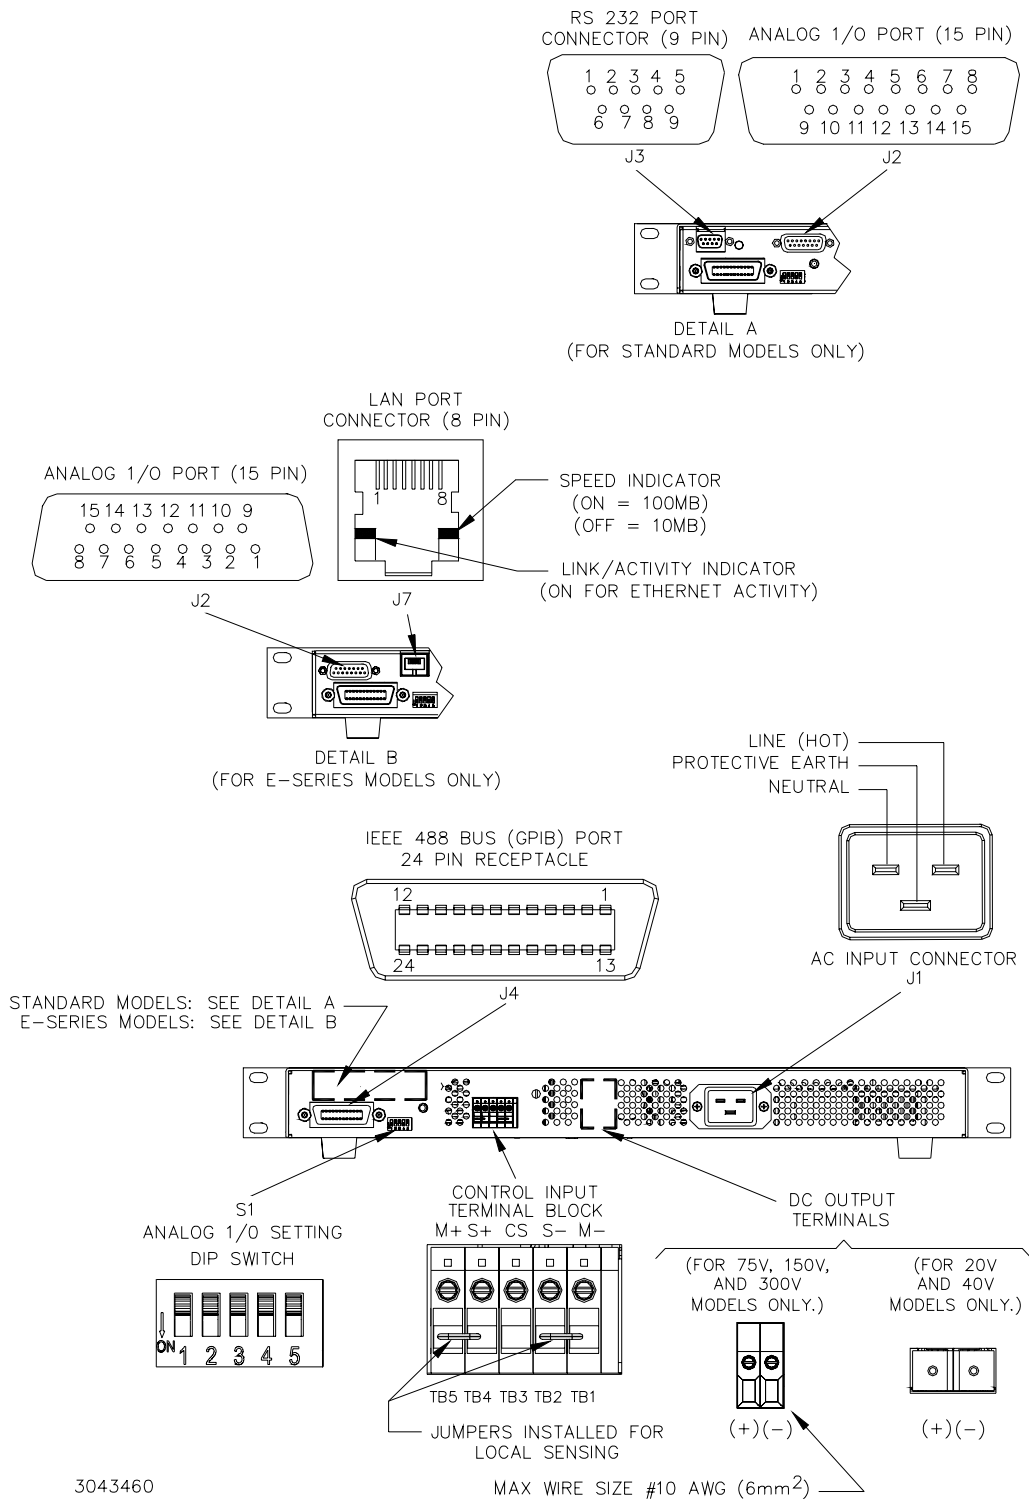 RS 232 PORT
CONNECTOR (9 PIN)
ANALOG 1/O PORT (15 PIN)
1 2 3 4 5
6 7 8 9
1 2 3 4 5 6 7 8
9 10 11 12 13 14 15
J3
J2
DETAIL A
(FOR STANDARD MODELS ONLY)
LAN PORT
CONNECTOR (8 PIN)
ANALOG 1/O PORT (15 PIN)
15 14 13 12 11 10 9
8 7 6 5 4 3 2 1
1 8
SPEED INDICATOR
(ON = 100MB)
(OFF = 10MB)
LINK/ACTIVITY INDICATOR
(ON FOR ETHERNET ACTIVITY)
J2
J7
DETAIL B
(FOR E-SERIES MODELS ONLY)
LINE (HOT)
PROTECTIVE EARTH
NEUTRAL
IEEE 488 BUS (GPIB) PORT
24 PIN RECEPTACLE
12 1
24 13
J4
AC INPUT CONNECTOR
J1
STANDARD MODELS: SEE DETAIL A
E-SERIES MODELS: SEE DETAIL B
S1
ANALOG 1/O SETTING
DIP SWITCH
ON
1 2 3 4 5
CONTROL INPUT
TERMINAL BLOCK
M+ S+ CS S- M-
TB5 TB4 TB3 TB2 TB1
JUMPERS INSTALLED FOR
LOCAL SENSING
DC OUTPUT
TERMINALS
(FOR 75V, 150V,
AND 300V
MODELS ONLY.)
(FOR 20V
AND 40V
MODELS ONLY.)
(+)(-)
(+)(-)
MAX WIRE SIZE #10 AWG (6mm²)
3043460